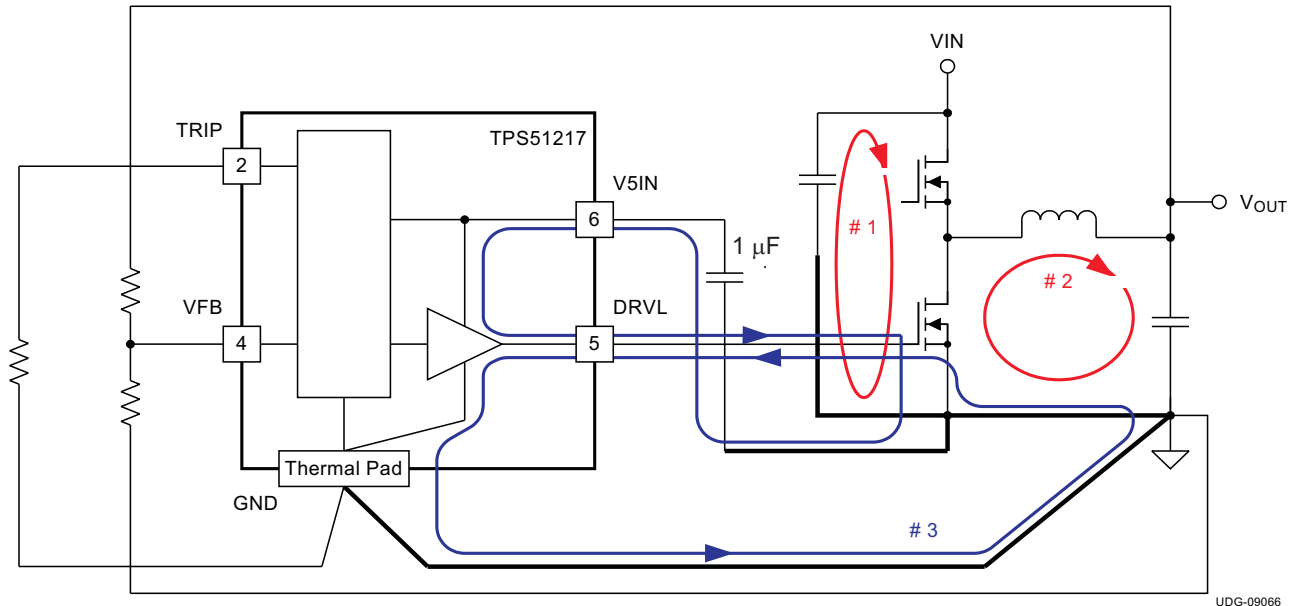 VIN
TRIP
TPS51217
2
V5IN
6
VOUT
# 1
1 μF
# 2
VFB
DRVL
4
5
Thermal Pad
GND
# 3
UDG-09066